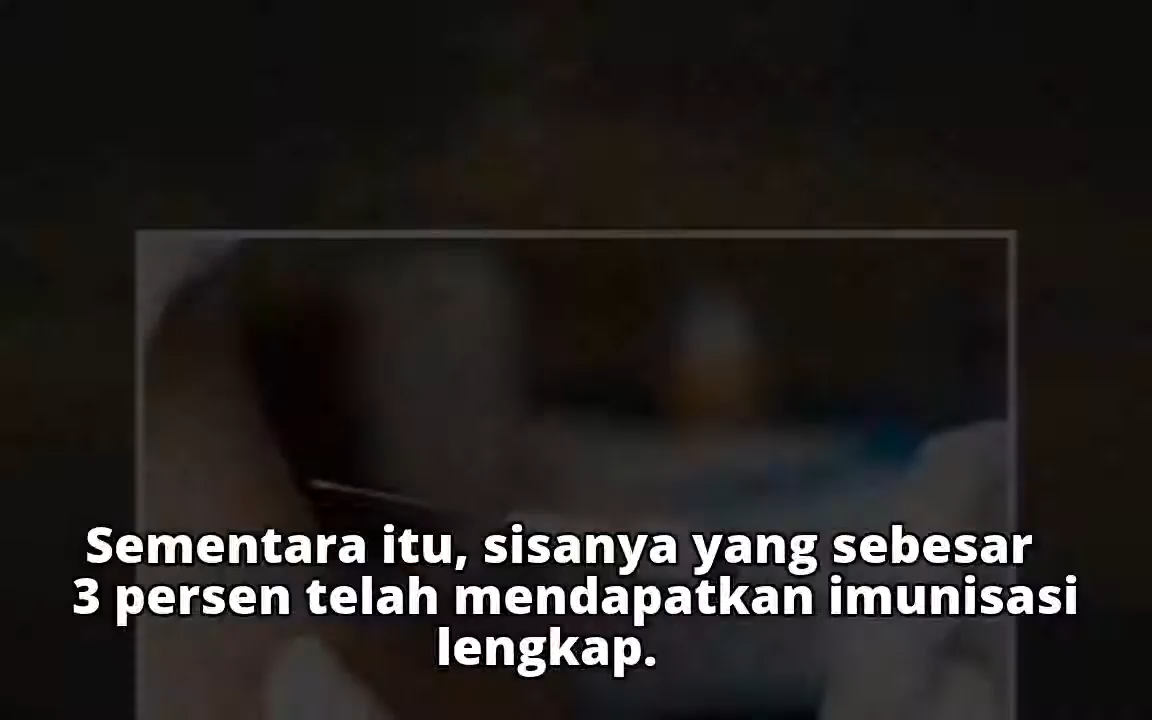 Sementara itu, sisanya yang sebesar
3 persen telah mendapatkan imunisasi
lengkap.